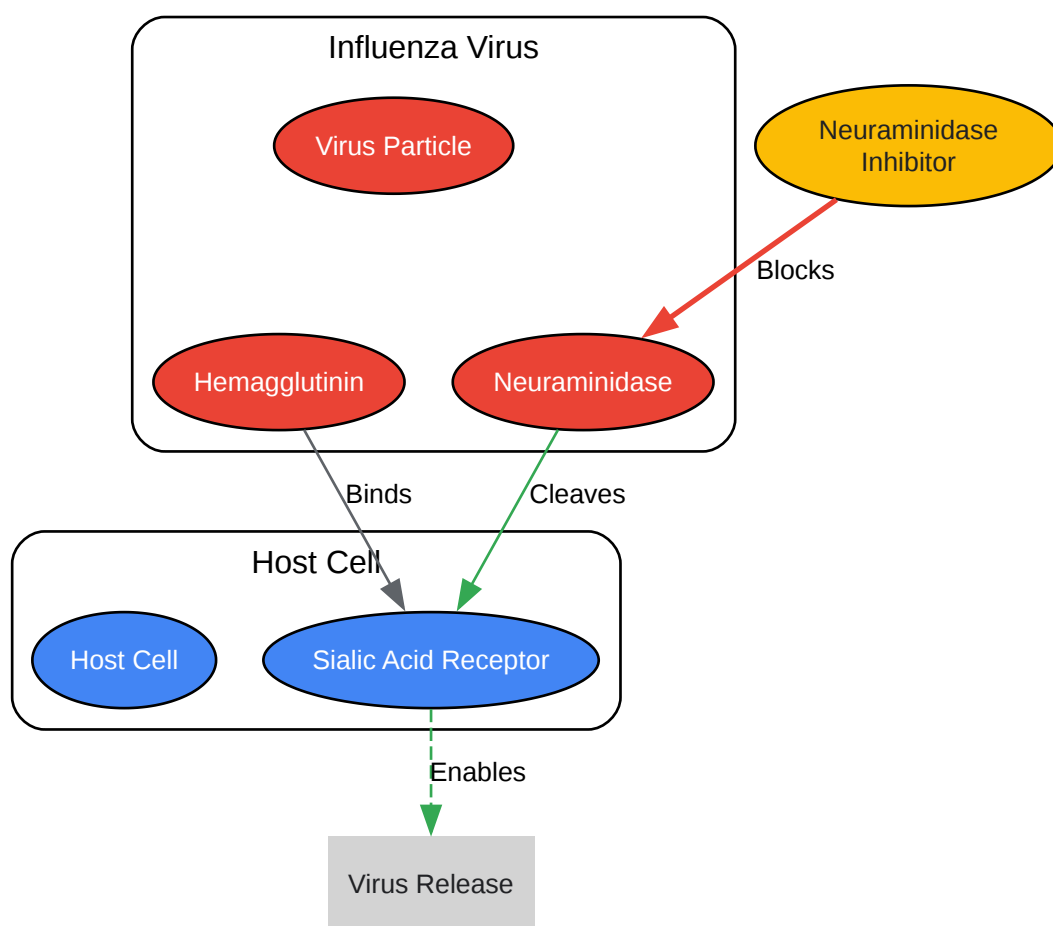 Influenza Virus
Virus Particle
Neuraminidase
Inhibitor
Blocks
Hemagglutinin
Neuraminidase
Binds
Cleaves
Host Cell
Host Cell
Sialic Acid Receptor
Enables
Virus Release